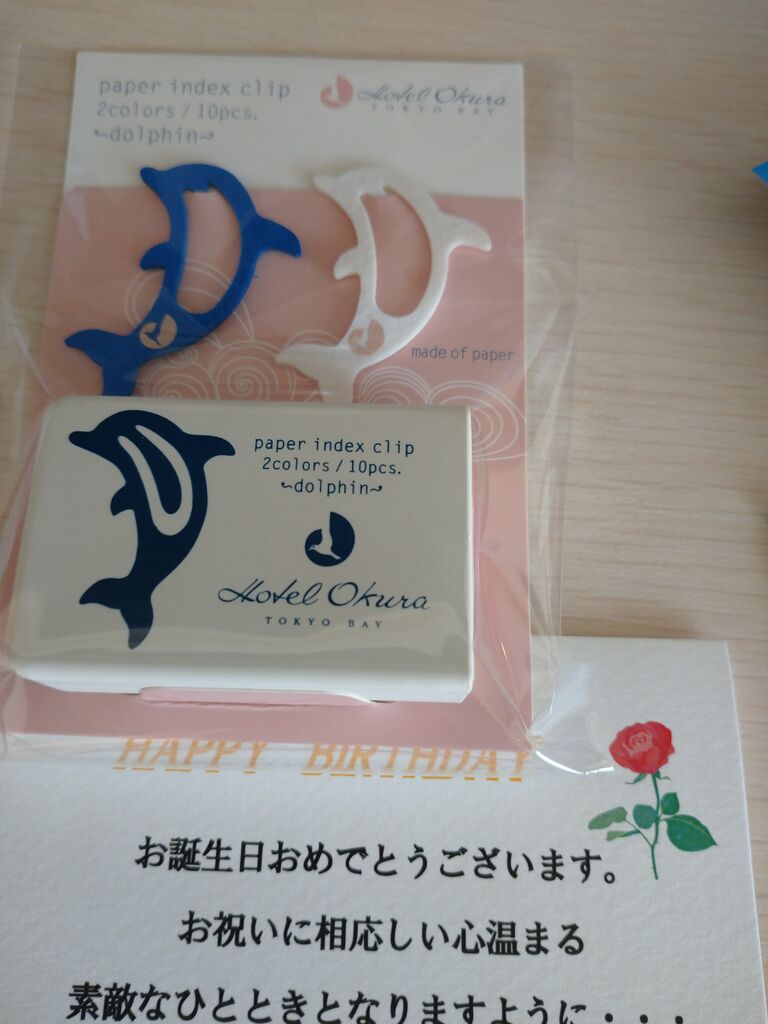 paper index clip
2colors / 10pcs.
~dolphin~
Hotel Okura
TOKYO BAY
made of paper
paper index clip
2colors / 10pcs.
~dolphin~
Hotel Okura
TOKYO BAY
HAPPY BIRTHDAY
お誕生日おめでとうございます。
お祝いに相応しい心温まる
素敵なひとときとなりますように・・・